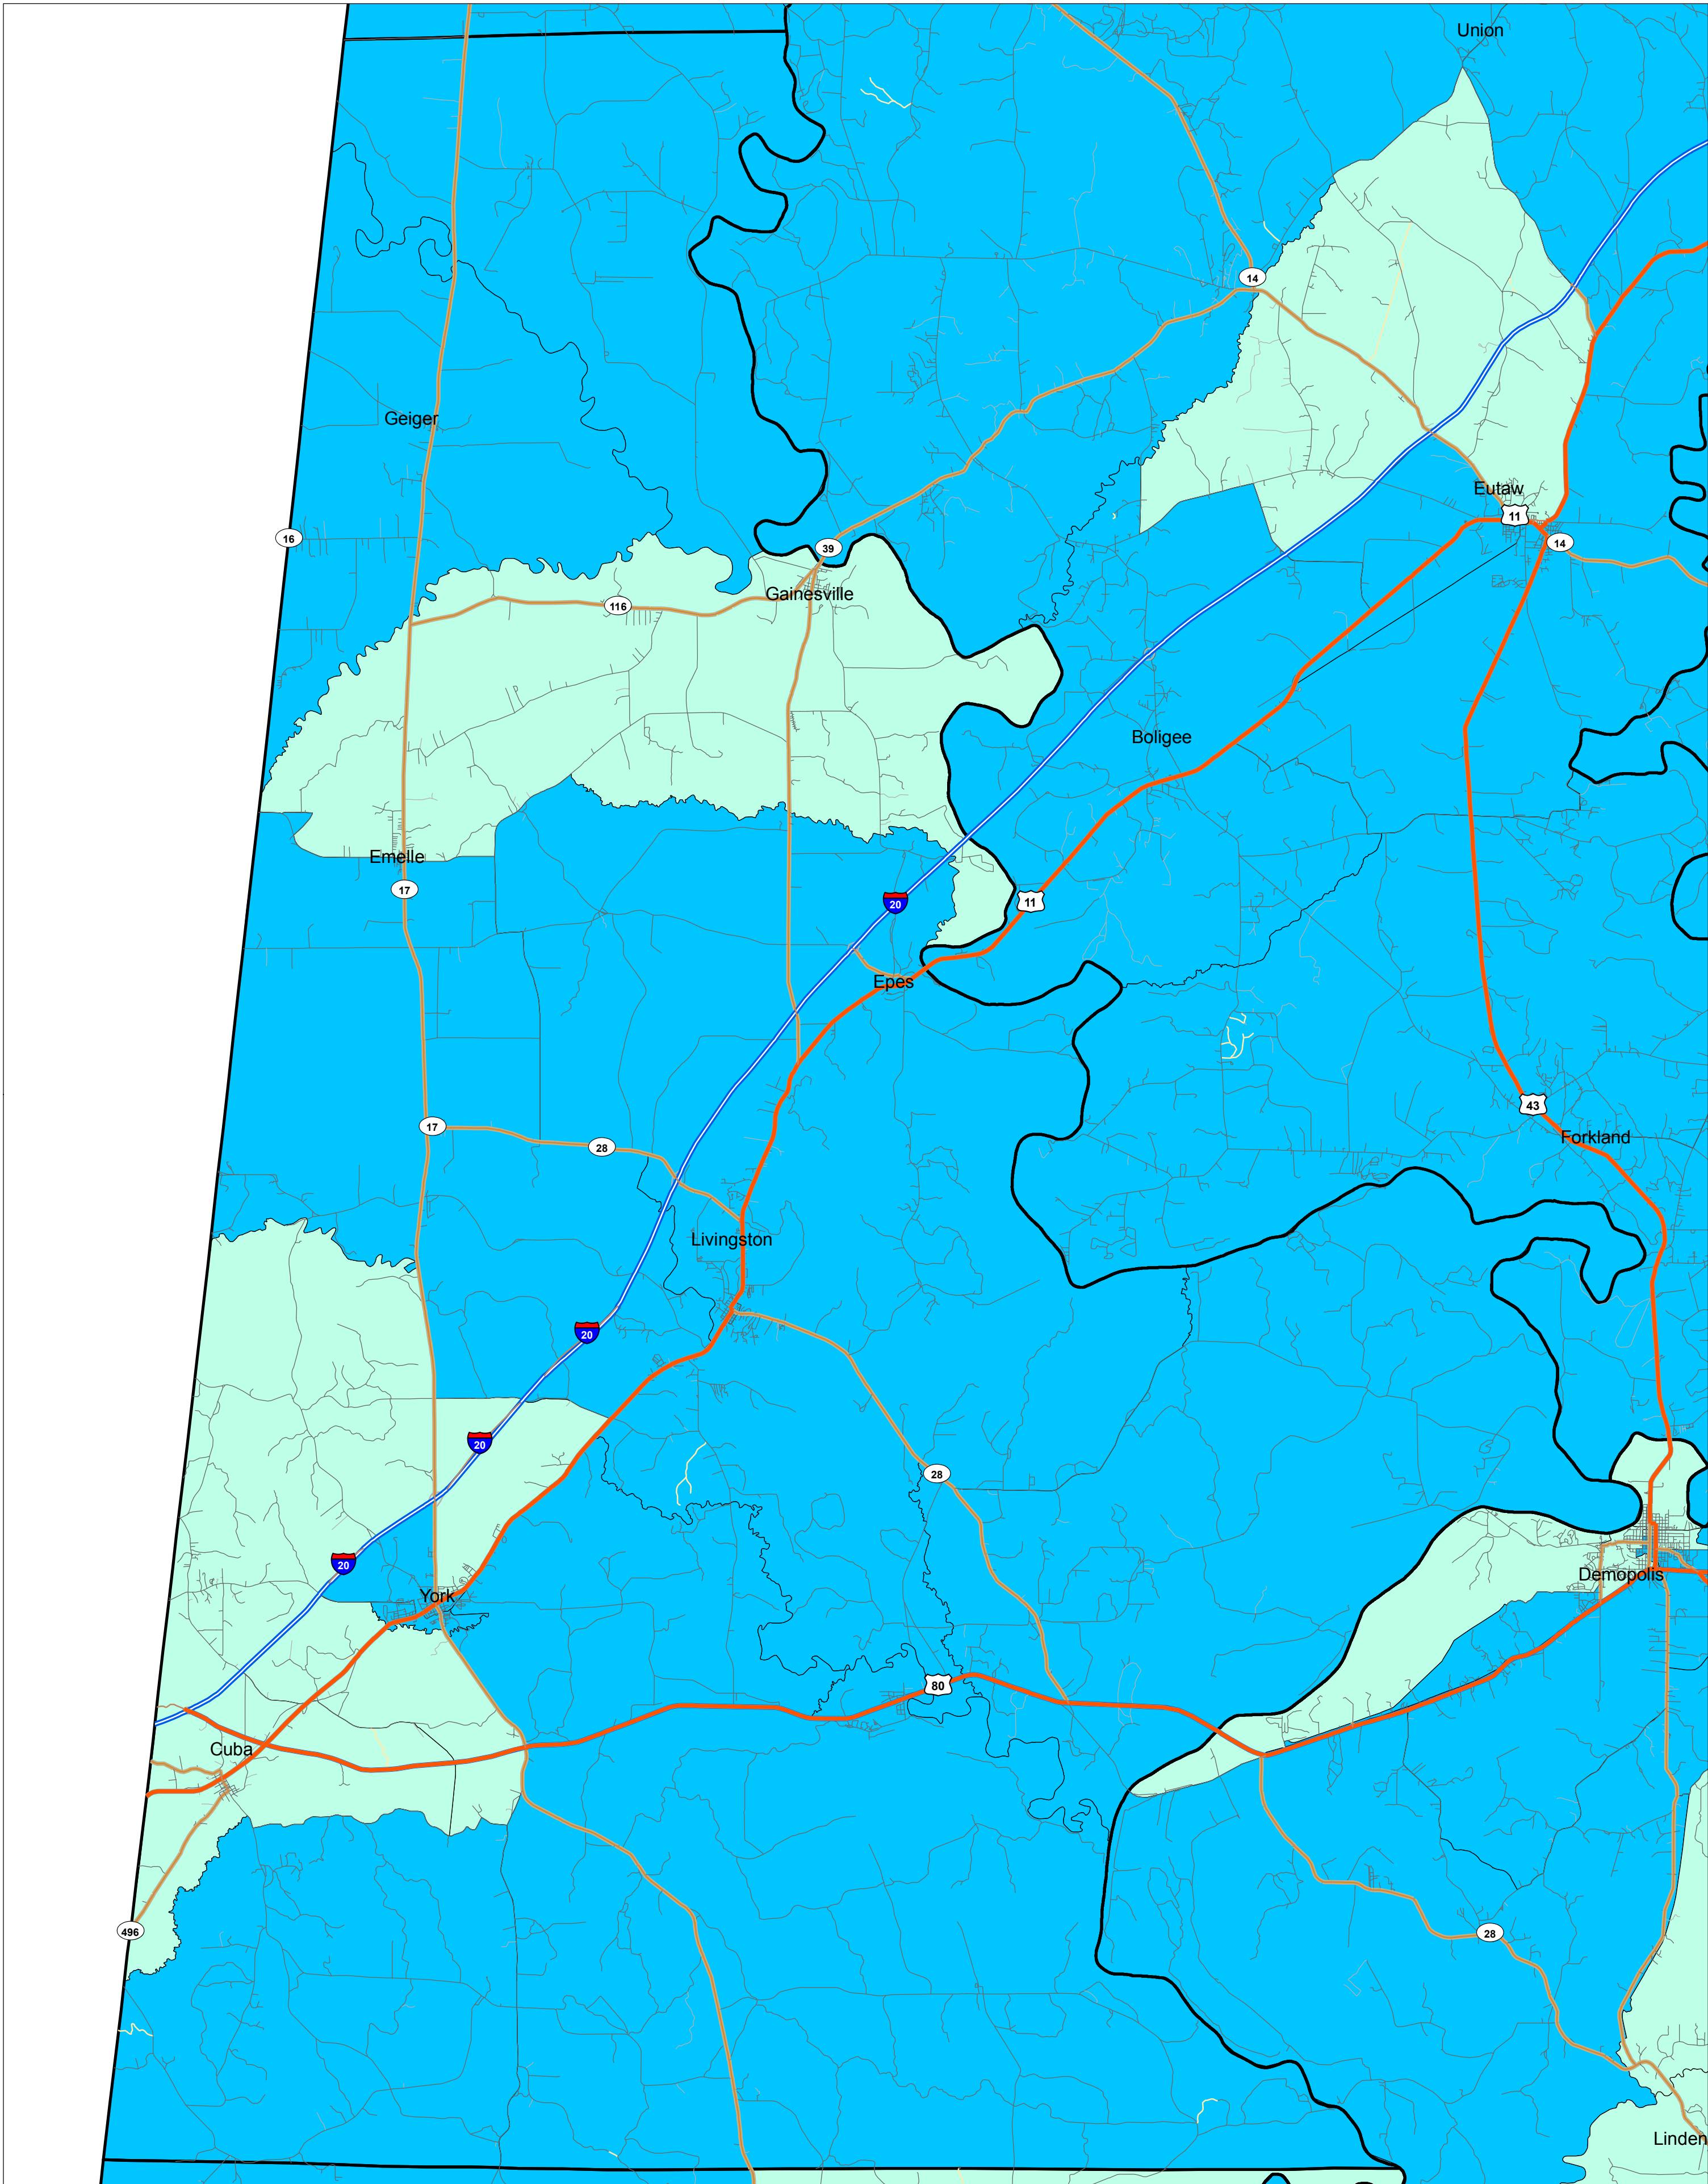 Union
14
Geiger
Eutaw
11
16
14
39
Gainesville
116
Boligee
Emelle
17
20
11
Epes
43
17
Forkland
28
Livingston
20
20
28
20
Demopolis
York
80
Cuba
496
28
Linden